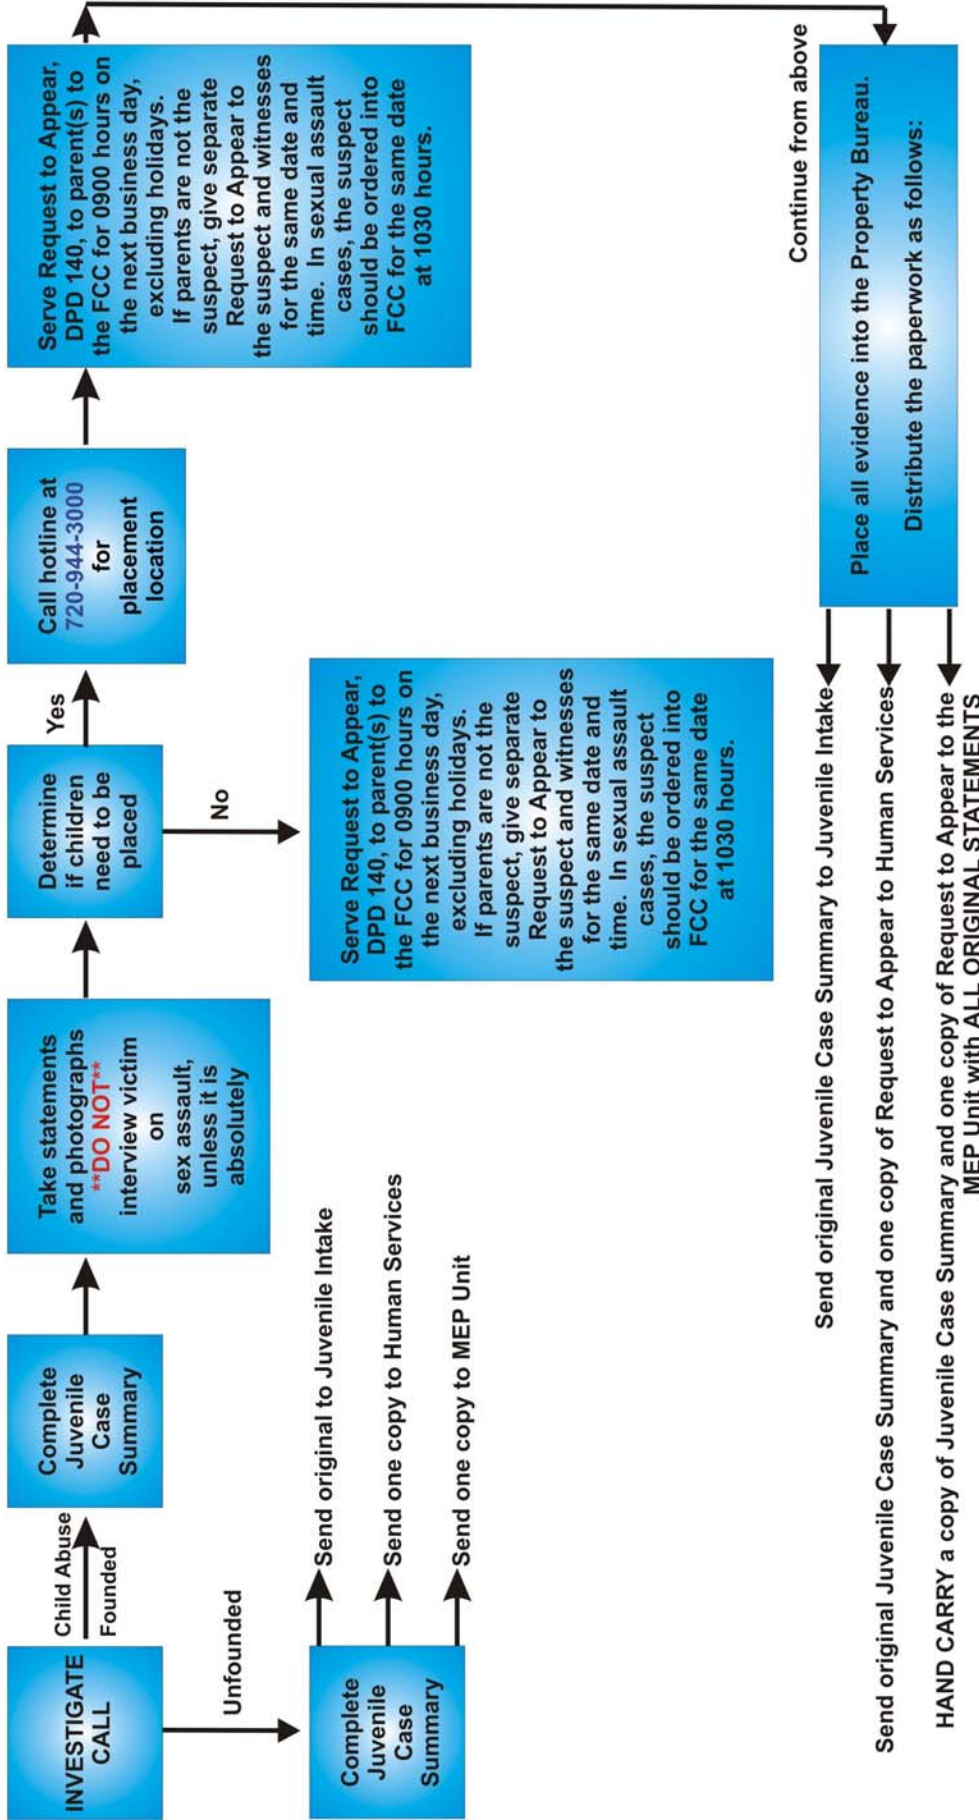 INVESTIGATE
CALL
Child Abuse
Founded
Complete
Juvenile
Case
Summary
Take statements
and photographs
**DO NOT**
interview victim
on
sex assault,
unless it is
absolutely
Determine
if children
need to be
placed
Yes
Call hotline at
720-944-3000
for
placement
location
Serve Request to Appear,
DPD 140, to parent(s) to
the FCC for 0900 hours on
the next business day,
excluding holidays.
If parents are not the
suspect, give separate
Request to Appear to
the suspect and witnesses
for the same date and
time. In sexual assault
cases, the suspect
should be ordered into
FCC for the same date
at 1030 hours.
Unfounded
Complete
Juvenile
Case
Summary
Send original to Juvenile Intake
Send one copy to Human Services
Send one copy to MEP Unit
No
Serve Request to Appear,
DPD 140, to parent(s) to
the FCC for 0900 hours on
the next business day,
excluding holidays.
If parents are not the
suspect, give separate
Request to Appear to
the suspect and witnesses
for the same date and
time. In sexual assault
cases, the suspect
should be ordered into
FCC for the same date
at 1030 hours.
Continue from above
Place all evidence into the Property Bureau.
Distribute the paperwork as follows:
Send original Juvenile Case Summary to Juvenile Intake
Send original Juvenile Case Summary and one copy of Request to Appear to Human Services
HAND CARRY a copy of Juvenile Case Summary and one copy of Request to Appear to the
MEP Unit with ALL ORIGINAL STATEMENTS